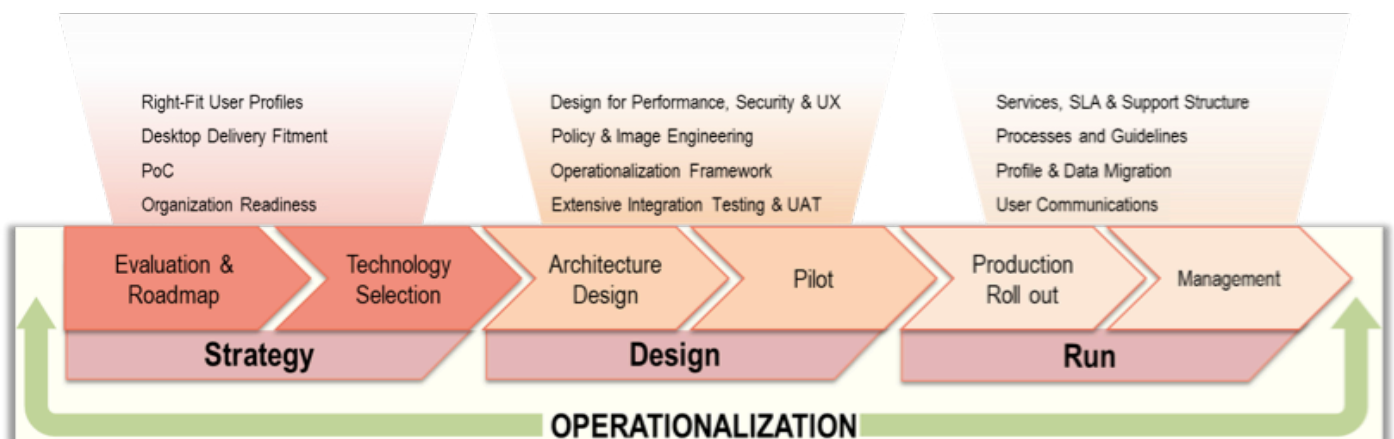 Right-Fit User Profiles
Desktop Delivery Fitment
PoC
Organization Readiness
Design for Performance, Security & UX
Policy & Image Engineering
Operationalization Framework
Extensive Integration Testing & UAT
Services, SLA & Support Structure
Processes and Guidelines
Profile & Data Migration
User Communications
Evaluation &
Roadmap
Technology
Selection
Architecture
Design
Pilot
Production
Roll out
Management
Strategy
Design
Run
OPERATIONALIZATION